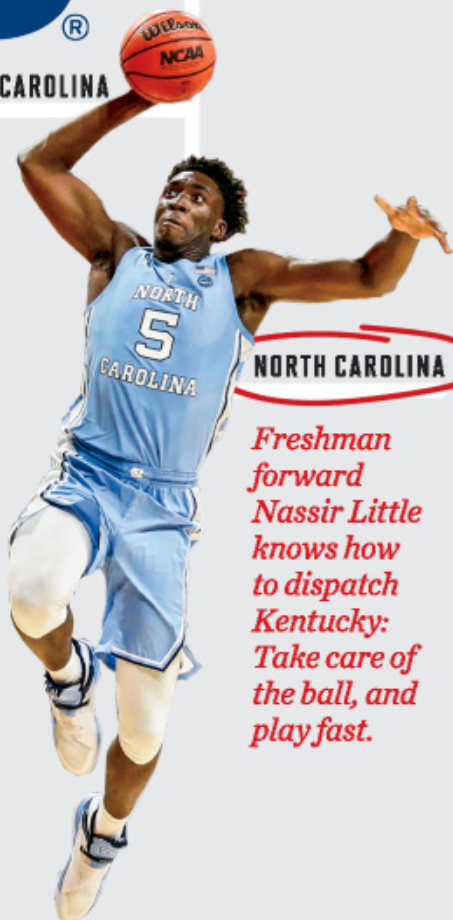 ®
CAROLINA
Wilson
NCAA
NORTH
5
CAROLINA
NORTH CAROLINA
Freshman
forward
Nassir Little
knows how
to dispatch
Kentucky:
Take care of
the ball, and
play fast.